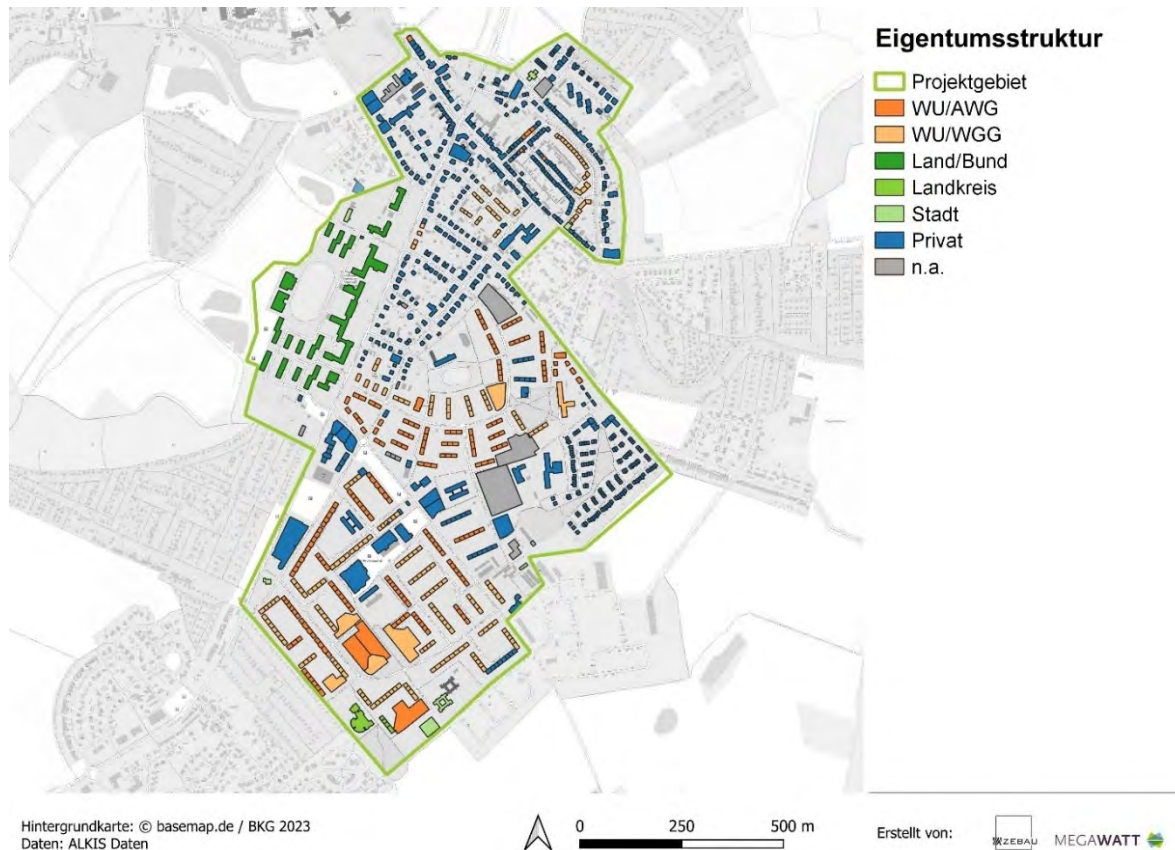 Eigentumsstruktur
Projektgebiet
WU/AWG
WU/WGG
Land/Bund
Landkreis
Stadt
Privat
n.a.
Hintergrundkarte: © basemap.de / BKG 2023
Daten: ALKIS Daten
0 250 500 m
Erstellt von:
ZEBAU
MEGAWATT